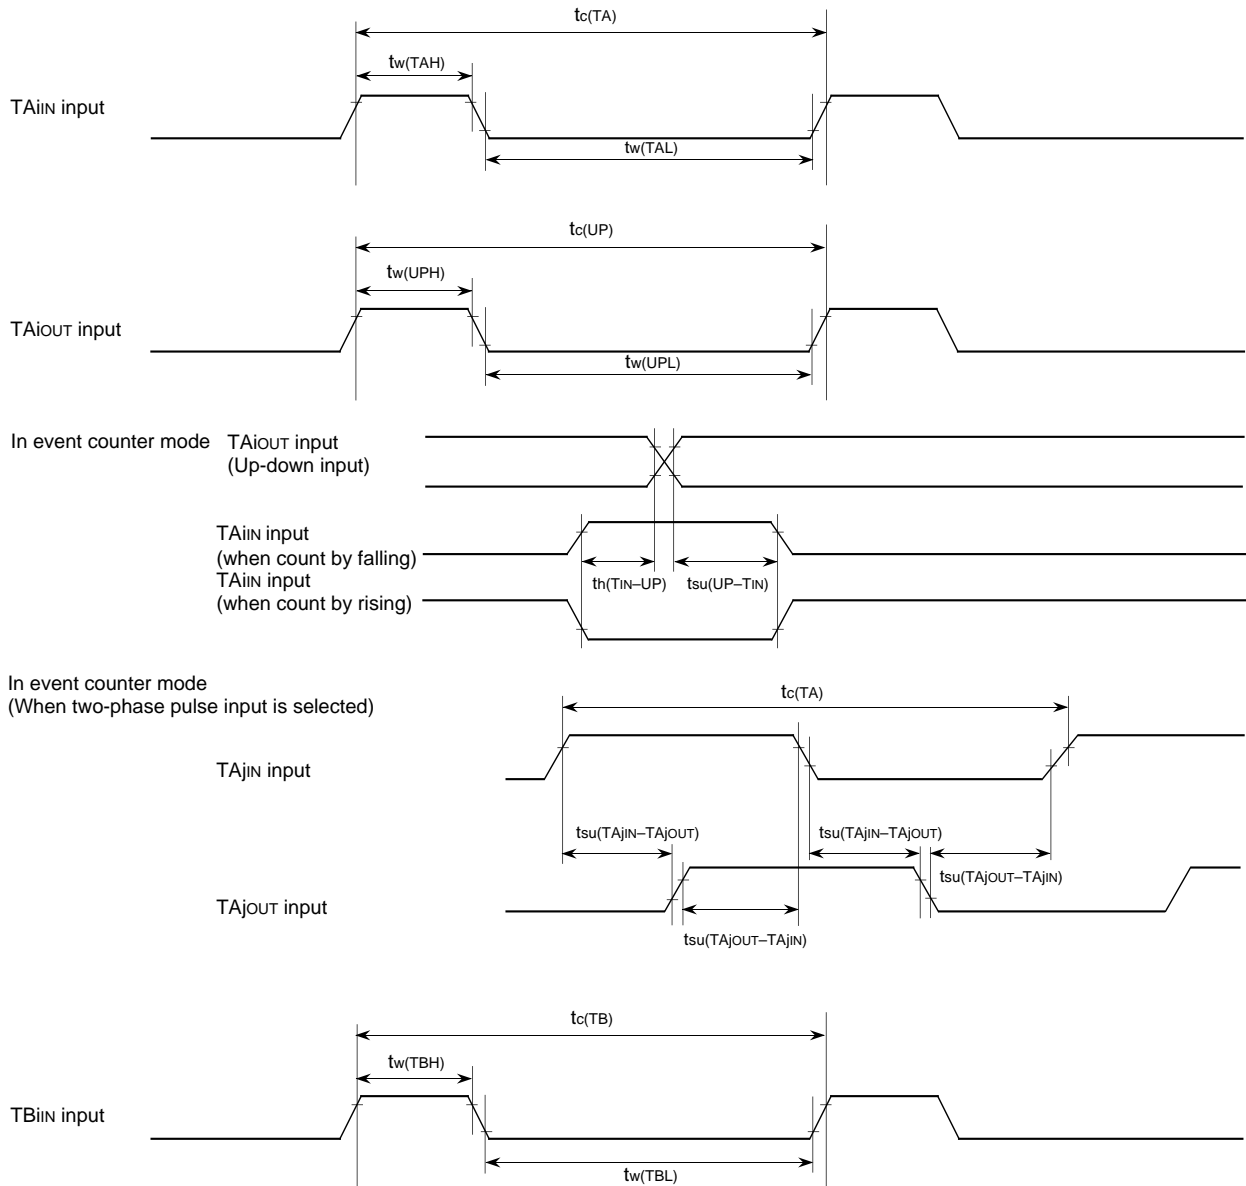 tc(TA)
tw(TAH)
TAiIN input
tw(TAL)
tc(UP)
tw(UPH)
TAiOUT input
tw(UPL)
In event counter mode
TAiOUT input
(Up-down input)
TAiIN input
(when count by falling)
TAiIN input
(when count by rising)
th(TIN–UP)
tsu(UP–TIN)
In event counter mode
(When two-phase pulse input is selected)
tc(TA)
TAjIN input
tsu(TAjIN–TAjOUT)
tsu(TAjIN–TAjOUT)
tsu(TAjOUT–TAjIN)
TAjOUT input
tsu(TAjOUT–TAjIN)
tc(TB)
tw(TBH)
TBiIN input
tw(TBL)